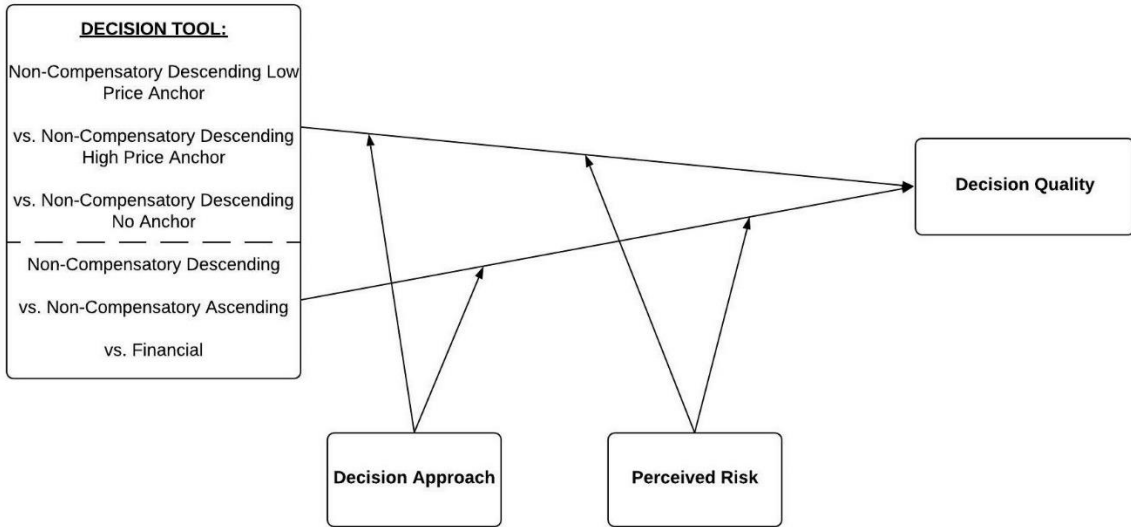 DECISION TOOL:
Non-Compensatory Descending Low
Price Anchor
vs. Non-Compensatory Descending
High Price Anchor
vs. Non-Compensatory Descending
No Anchor
Non-Compensatory Descending
vs. Non-Compensatory Ascending
vs. Financial
Decision Quality
Decision Approach
Perceived Risk